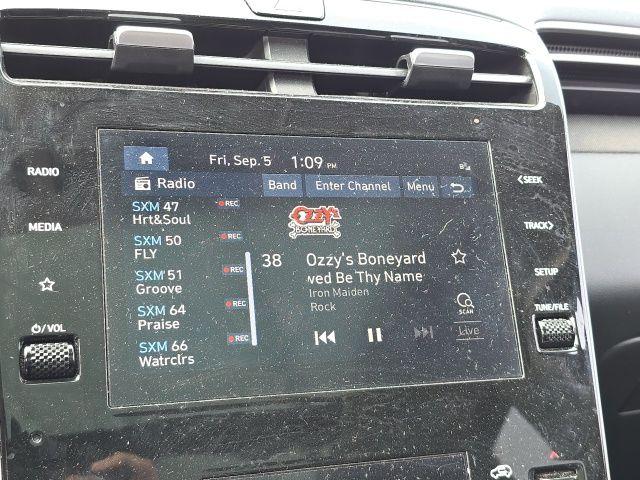 RADIO
MEDIA
VOL
Fri, Sep. 5 1:09 PM
Radio Band Enter Channel Menu
SXM 47 REC
Hrt&Soul
SXM 50 REC
FLY
SXM 51 REC
Groove
SXM 64 REC
Praise
SXM 66 REC
Watrclrs
Ozzy's
BONEYARD
38 Ozzy's Boneyard
wed Be Thy Name
Iron Maiden
Rock
SCAN
Live
<SEEK
TRACK>
SETUP
TUNE/FILE